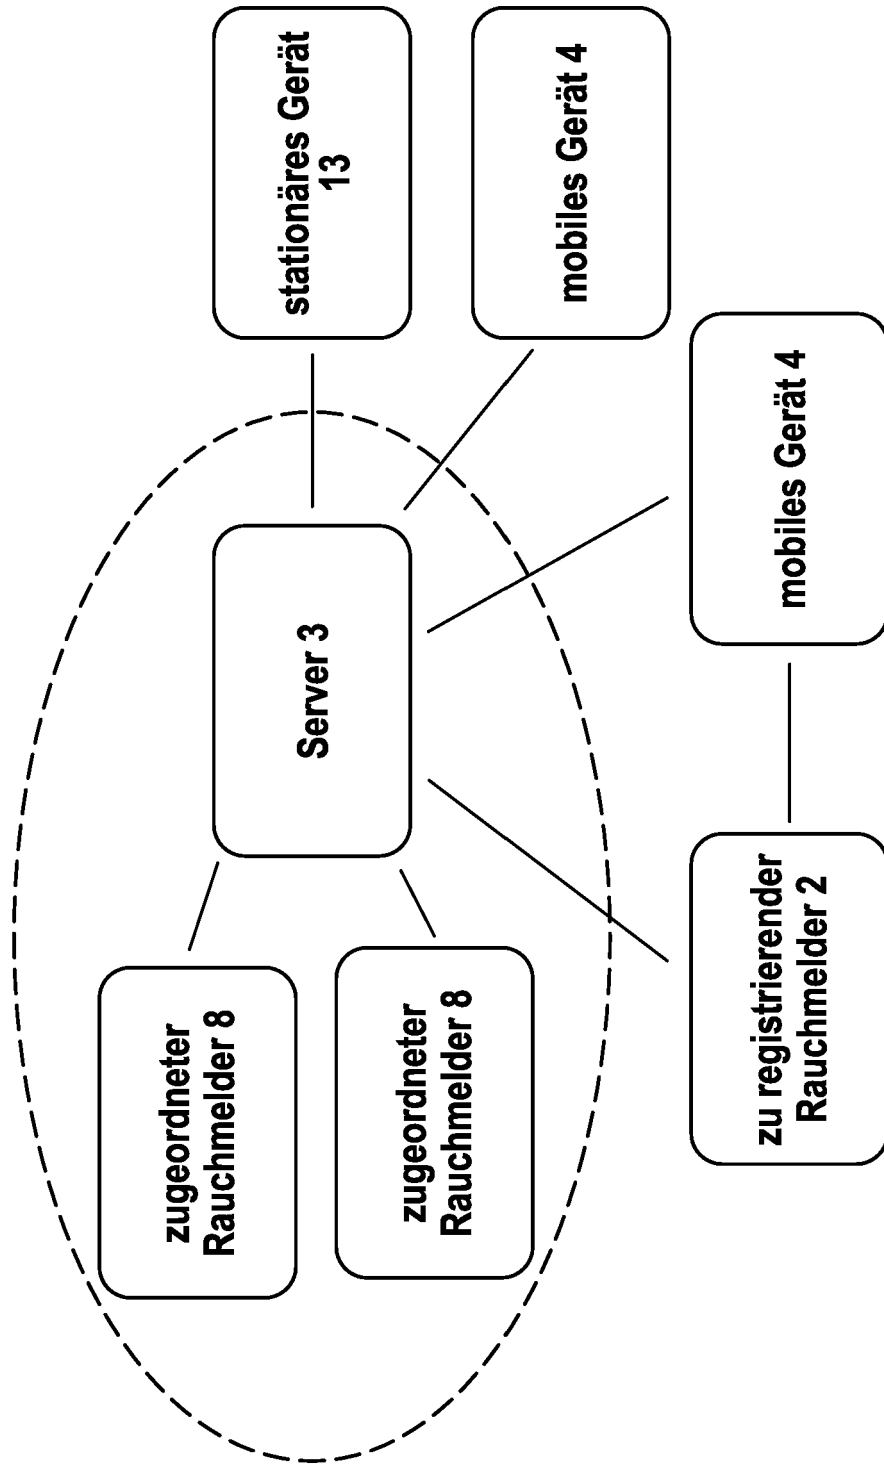 zugeordneter
Rauchmelder 8
zugeordneter
Rauchmelder 8
Server 3
stationäres Gerät
13
mobiles Gerät 4
zu registrierender
Rauchmelder 2
mobiles Gerät 4